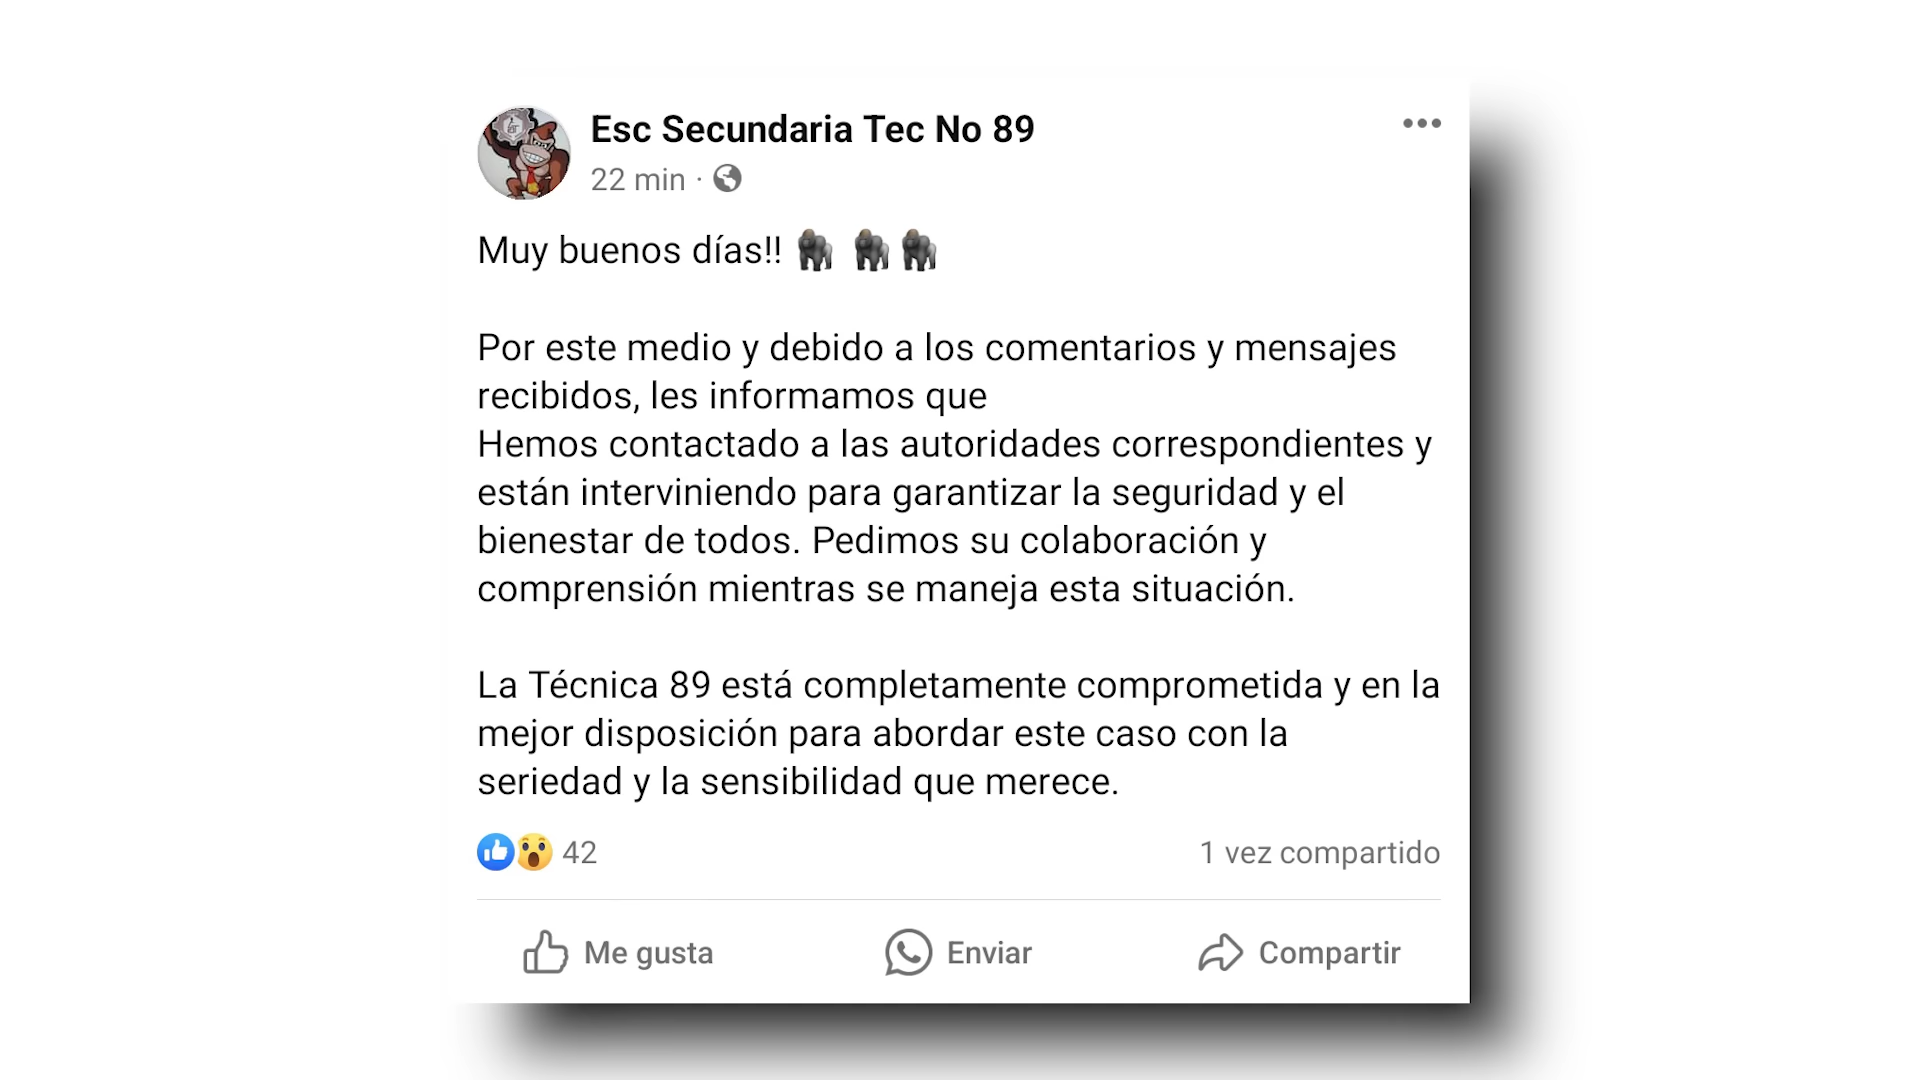 Esc Secundaria Tec No 89
22 min ·
Muy buenos días!! 🦍 🦍🦍
Por este medio y debido a los comentarios y mensajes
recibidos, les informamos que
Hemos contactado a las autoridades correspondientes y
están interviniendo para garantizar la seguridad y el
bienestar de todos. Pedimos su colaboración y
comprensión mientras se maneja esta situación.
La Técnica 89 está completamente comprometida y en la
mejor disposición para abordar este caso con la
seriedad y la sensibilidad que merece.
42
1 vez compartido
Me gusta
Enviar
Compartir